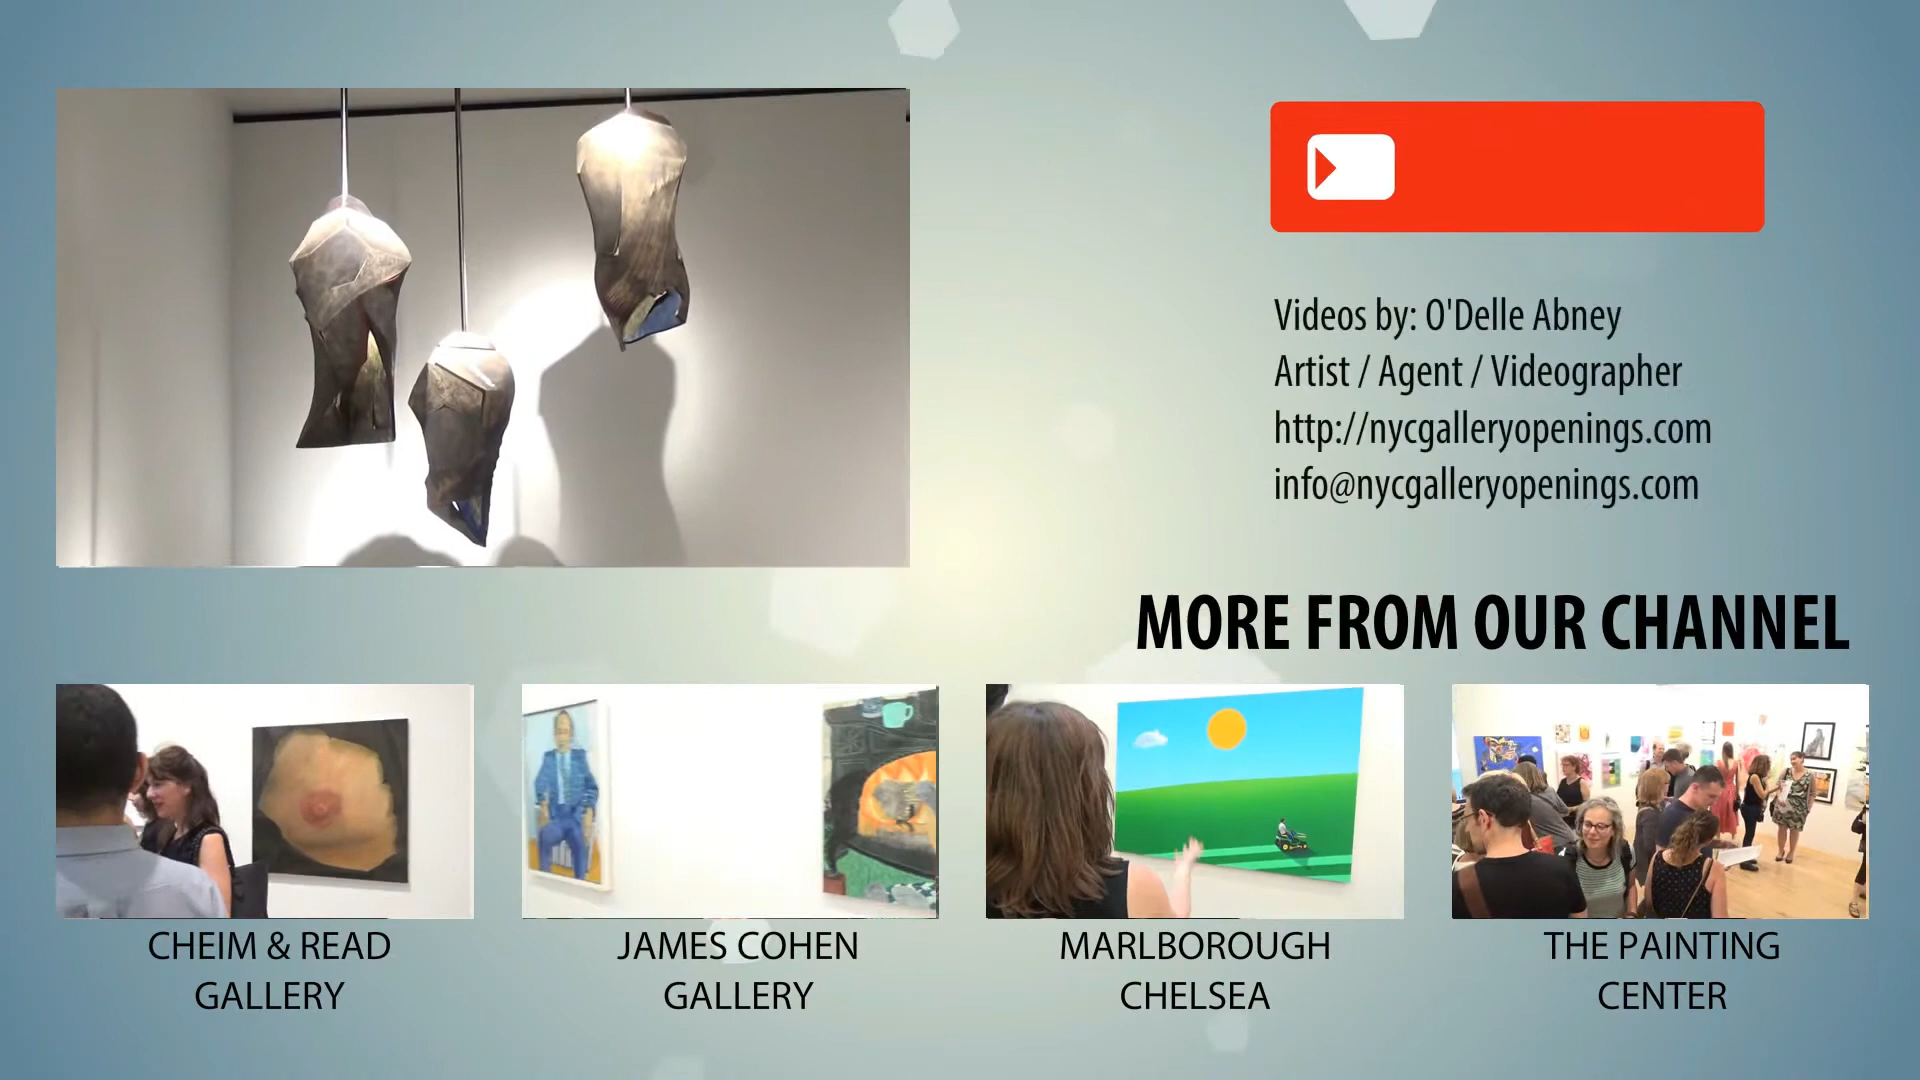 Videos by: O'Delle Abney
Artist / Agent / Videographer
http://nycgalleryopenings.com
info@nycgalleryopenings.com
MORE FROM OUR CHANNEL
CHEIM & READ
GALLERY
JAMES COHEN
GALLERY
MARLBOROUGH
CHELSEA
THE PAINTING
CENTER